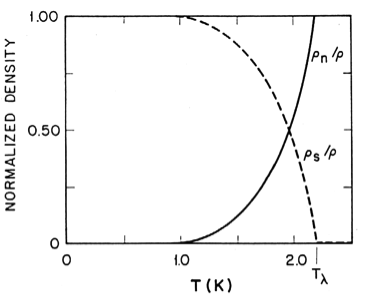 NORMALIZED DENSITY
1.00
ρn/ρ
0.50
ρs/ρ
0
0 1.0 2.0 Tλ
T(K)